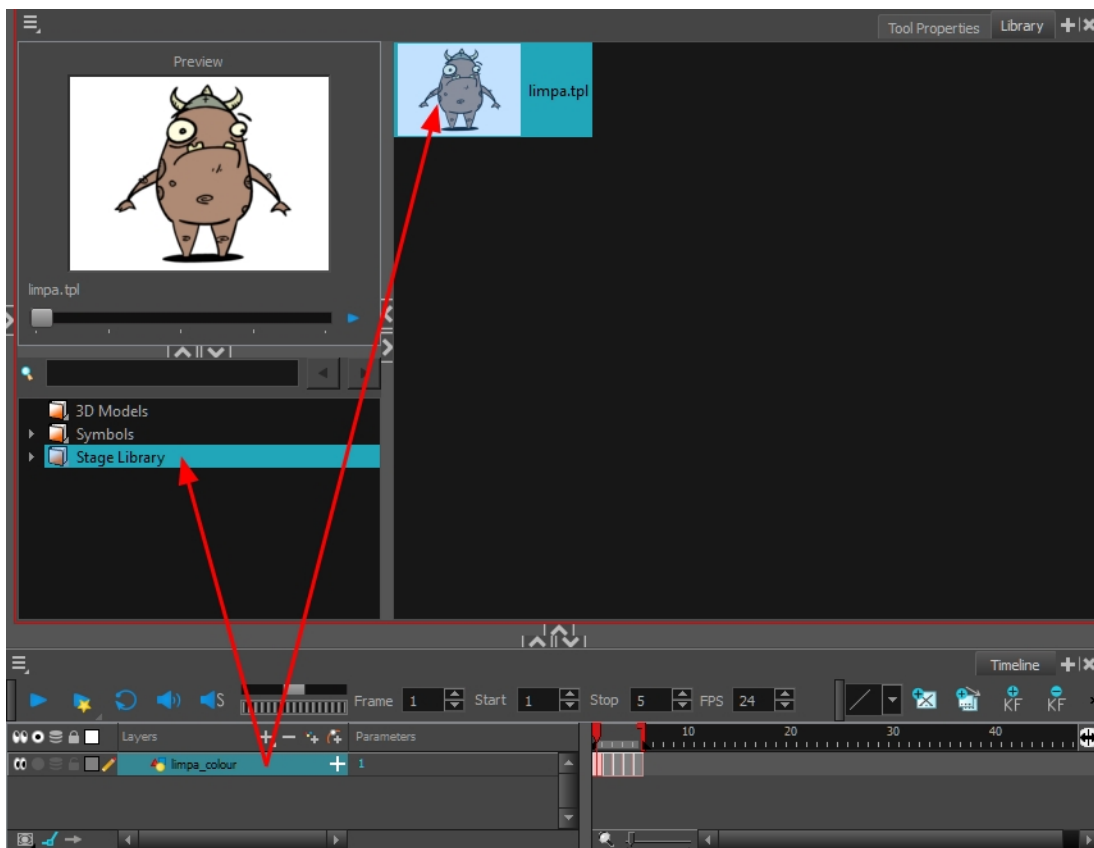 Tool Properties Library
Preview
limpa.tpl
limpa.tpl
3D Models
Symbols
Stage Library
Timeline
S Frame 1 Start 1 Stop 5 FPS 24 KF KF
Layers Parameters 10 20 30 40
limpa_colour 1